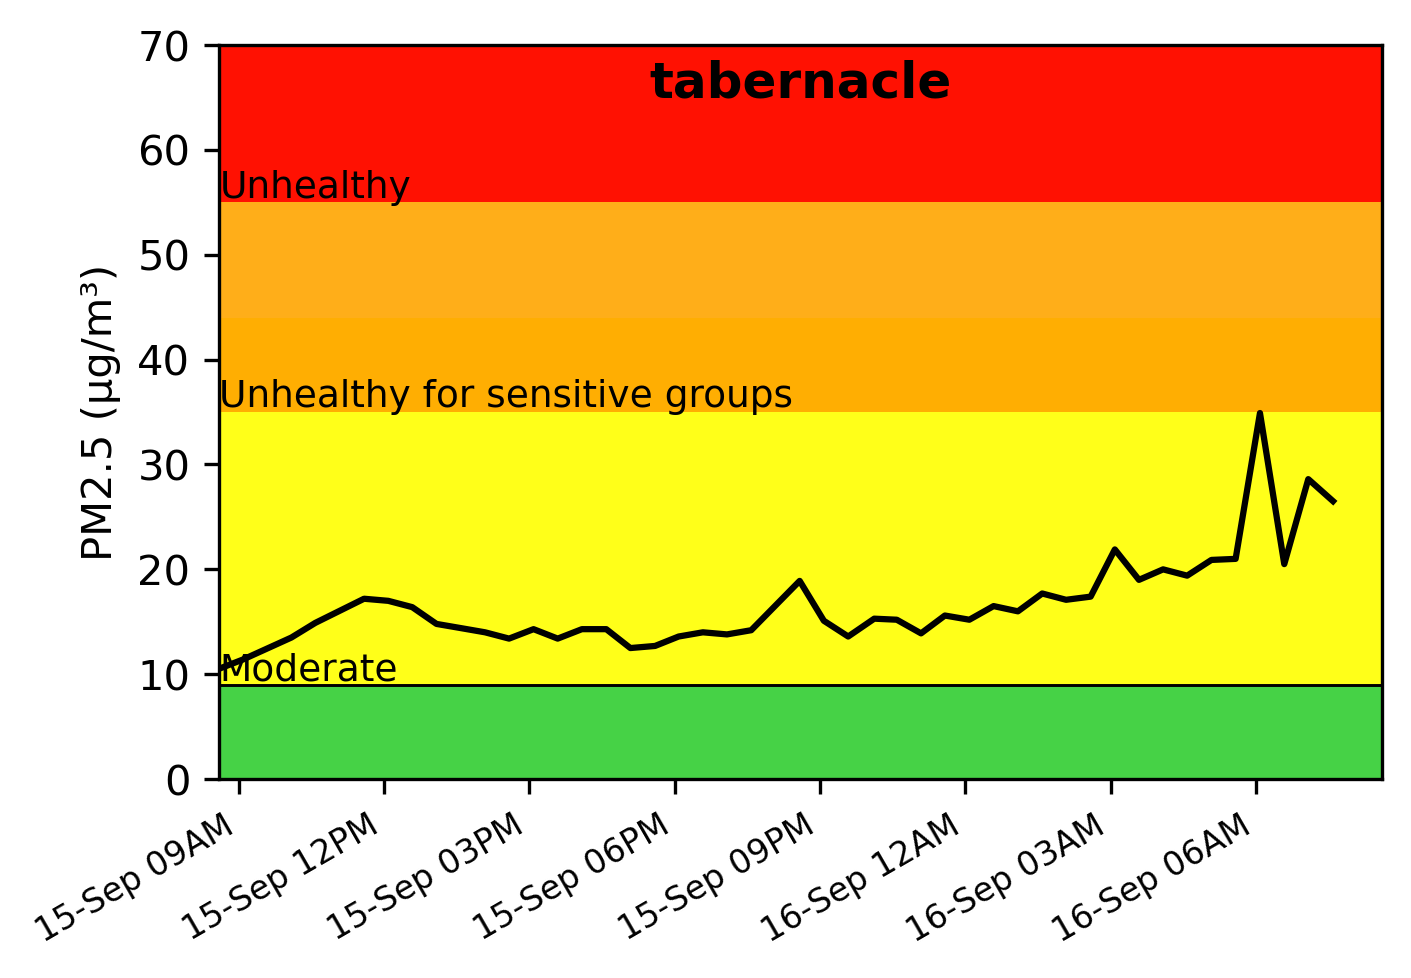 tabernacle
70
60
50
40
30
20
10
0
PM2.5 (µg/m³)
Unhealthy
Unhealthy for sensitive groups
Moderate
15-Sep 09AM
15-Sep 12PM
15-Sep 03PM
15-Sep 06PM
15-Sep 09PM
16-Sep 12AM
16-Sep 03AM
16-Sep 06AM